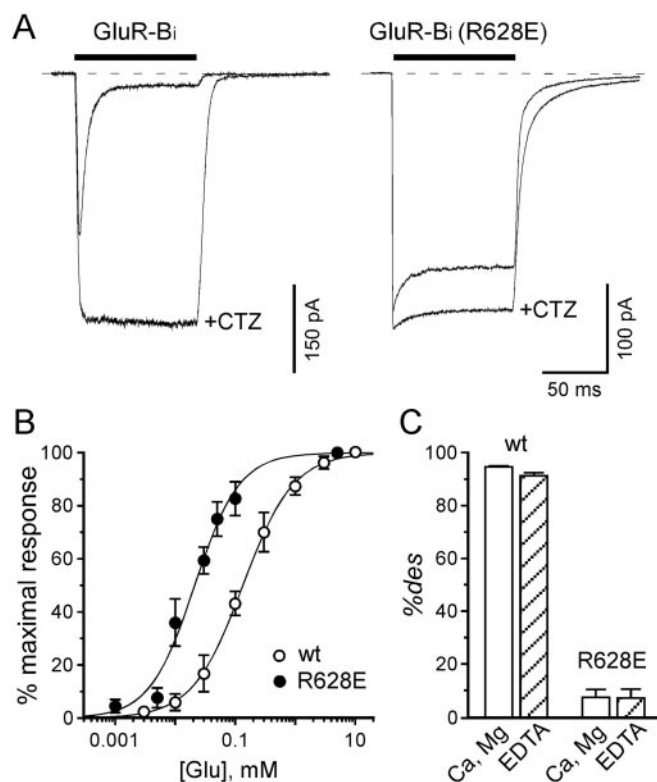 A
GluR-Bi
GluR-Bi (R628E)
+CTZ
150 pA
+CTZ
100 pA
50 ms
B
% maximal response
100
80
60
40
20
0
0.001
0.1
10
[Glu], mM
wt
R628E
C
%des
100
80
60
40
20
0
wt
R628E
Ca, Mg
EDTA
Ca, Mg
EDTA